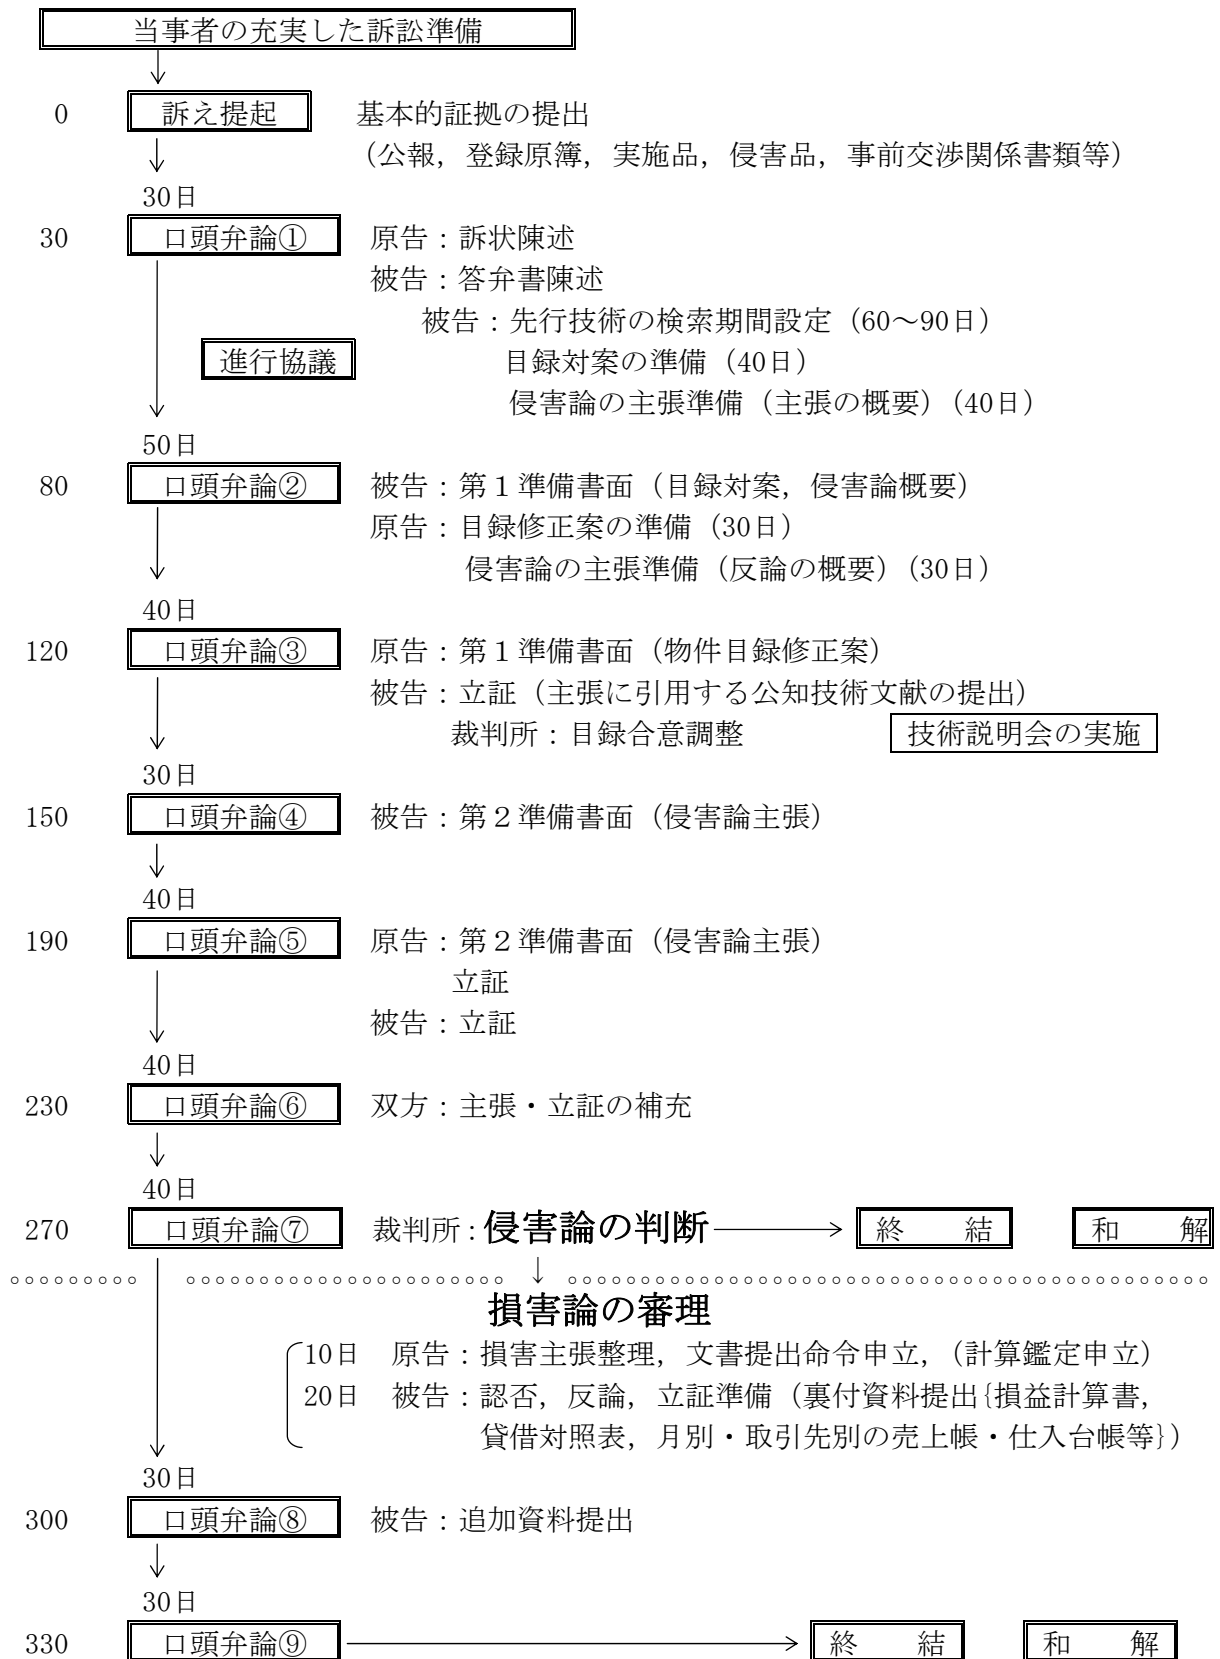 当事者の充実した訴訟準備
0 訴え提起 基本的証拠の提出
（公報，登録原簿，実施品，侵害品，事前交渉関係書類等）
30日
30 口頭弁論① 原告：訴状陳述
被告：答弁書陳述
被告：先行技術の検索期間設定（60～90日）
進行協議 目録対案の準備（40日）
侵害論の主張準備（主張の概要）（40日）
50日
80 口頭弁論② 被告：第１準備書面（目録対案，侵害論概要）
原告：目録修正案の準備（30日）
侵害論の主張準備（反論の概要）（30日）
40日
120 口頭弁論③ 原告：第１準備書面（物件目録修正案）
被告：立証（主張に引用する公知技術文献の提出）
裁判所：目録合意調整 技術説明会の実施
30日
150 口頭弁論④ 被告：第２準備書面（侵害論主張）
40日
190 口頭弁論⑤ 原告：第２準備書面（侵害論主張）
立証
被告：立証
40日
230 口頭弁論⑥ 双方：主張・立証の補充
40日
270 口頭弁論⑦ 裁判所：侵害論の判断 終結 和解
損害論の審理
10日 原告：損害主張整理，文書提出命令申立，（計算鑑定申立）
20日 被告：認否，反論，立証準備（裏付資料提出{損益計算書，
貸借対照表，月別・取引先別の売上帳・仕入台帳等}）
30日
300 口頭弁論⑧ 被告：追加資料提出
30日
330 口頭弁論⑨ 終結 和解